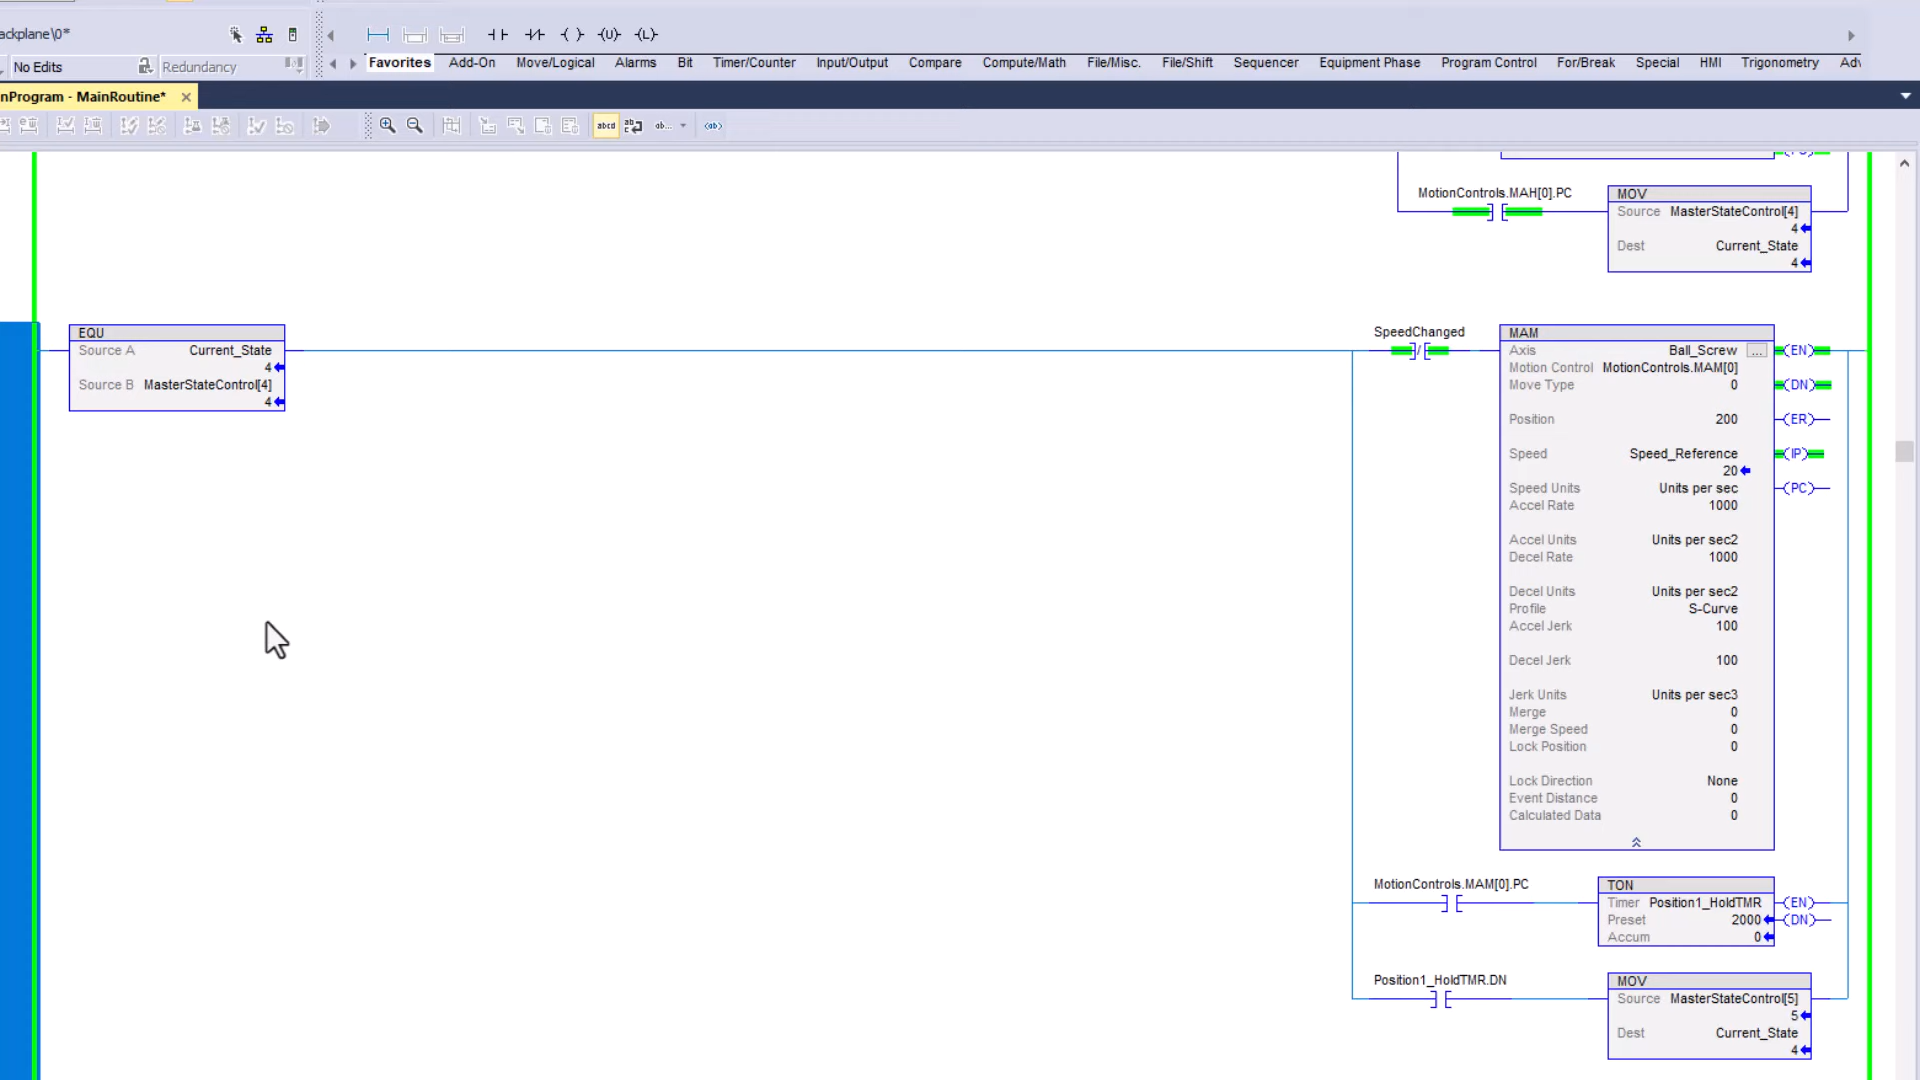 ackplane\0*
No Edits
Redundancy
Favorites Add-On Move/Logical Alarms Bit Timer/Counter Input/Output Compare Compute/Math File/Misc. File/Shift Sequencer Equipment Phase Program Control For/Break Special HMI Trigonometry Adv
nProgram - MainRoutine*
abcd
ab...
MotionControls.MAH[0].PC
MOV
Source MasterStateControl[4]
4
Dest Current_State
4
EQU
Source A Current_State
4
Source B MasterStateControl[4]
4
SpeedChanged
MAM
Axis Ball_Screw ...
Motion Control MotionControls.MAM[0]
Move Type 0
Position 200
Speed Speed_Reference
20
Speed Units Units per sec
Accel Rate 1000
Accel Units Units per sec2
Decel Rate 1000
Decel Units Units per sec2
Profile S-Curve
Accel Jerk 100
Decel Jerk 100
Jerk Units Units per sec3
Merge 0
Merge Speed 0
Lock Position 0
Lock Direction None
Event Distance 0
Calculated Data 0
EN
DN
ER
IP
PC
MotionControls.MAM[0].PC
TON
Timer Position1_HoldTMR
Preset 2000
Accum 0
EN
DN
Position1_HoldTMR.DN
MOV
Source MasterStateControl[5]
5
Dest Current_State
4